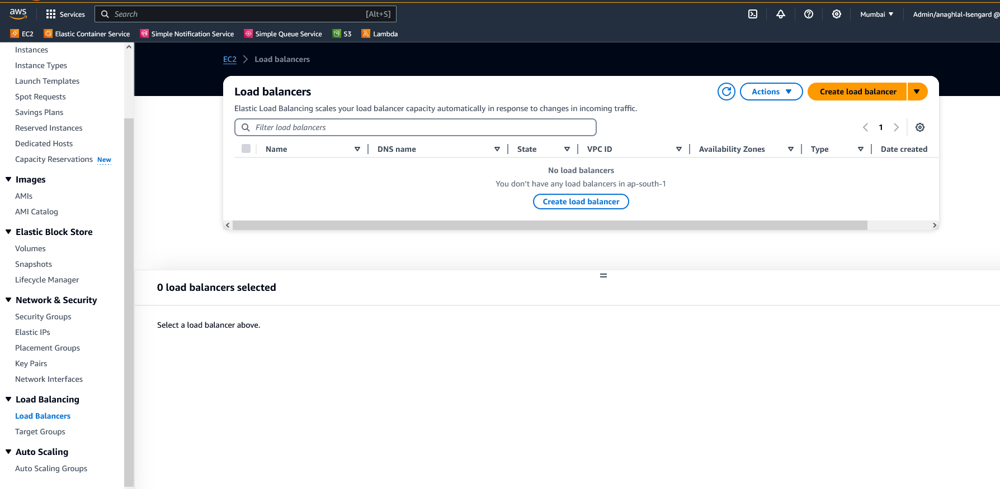 aws
Services
Search
[Alt+S]
Mumbai
Admin/anaghlal-Isengard @
EC2
Elastic Container Service
Simple Notification Service
Simple Queue Service
S3
Lambda
Instances
Instance Types
Launch Templates
Spot Requests
Savings Plans
Reserved Instances
Dedicated Hosts
Capacity Reservations New
Images
AMIs
AMI Catalog
Elastic Block Store
Volumes
Snapshots
Lifecycle Manager
Network & Security
Security Groups
Elastic IPs
Placement Groups
Key Pairs
Network Interfaces
Load Balancing
Load Balancers
Target Groups
Auto Scaling
Auto Scaling Groups
EC2 > Load balancers
Load balancers
Actions
Create load balancer
Elastic Load Balancing scales your load balancer capacity automatically in response to changes in incoming traffic.
Filter load balancers
1
Name DNS name State VPC ID Availability Zones Type Date created
No load balancers
You don’t have any load balancers in ap-south-1
Create load balancer
0 load balancers selected
Select a load balancer above.